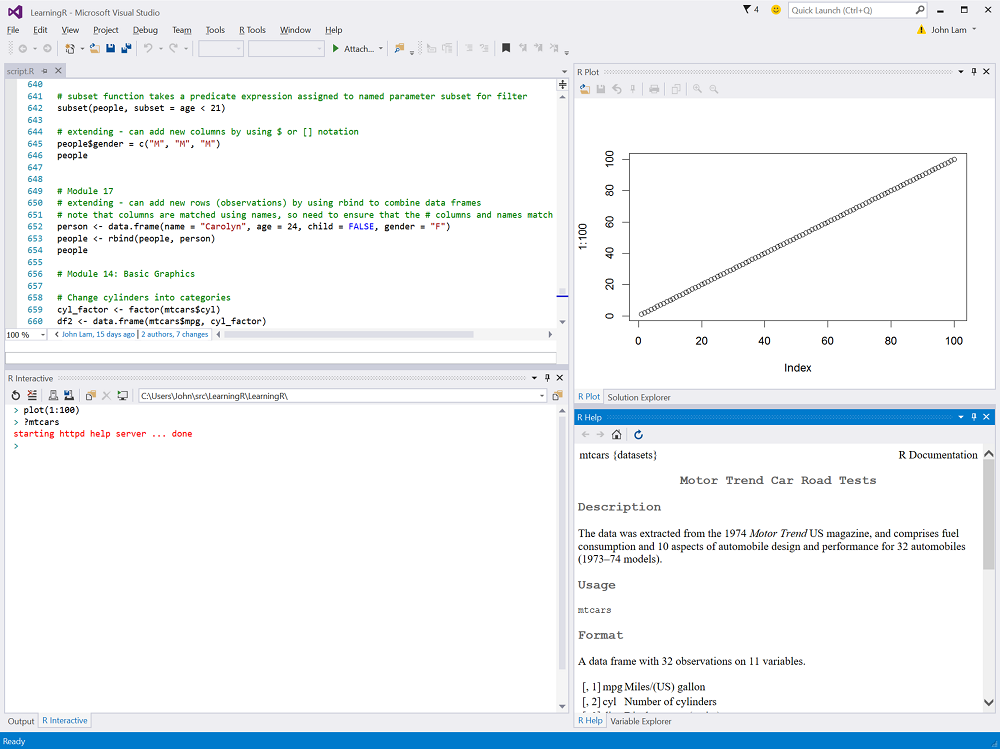 LearningR - Microsoft Visual Studio
4
Quick Launch (Ctrl+Q)
File Edit View Project Debug Team Tools R Tools Window Help
John Lam
Attach...
script.R
640
641 # subset function takes a predicate expression assigned to named parameter subset for filter
642 subset(people, subset = age < 21)
643
644 # extending - can add new columns by using $ or [] notation
645 people$gender = c("M", "M", "M")
646 people
647
648
649 # Module 17
650 # extending - can add new rows (observations) by using rbind to combine data frames
651 # note that columns are matched using names, so need to ensure that the # columns and names match
652 person <- data.frame(name = "Carolyn", age = 24, child = FALSE, gender = "F")
653 people <- rbind(people, person)
654 people
655
656 # Module 14: Basic Graphics
657
658 # Change cylinders into categories
659 cyl_factor <- factor(mtcars$cyl)
660 df2 <- data.frame(mtcars$mpg, cyl_factor)
100 %
John Lam, 15 days ago | 2 authors, 7 changes
R Interactive
C:\Users\John\src\LearningR\LearningR\
> plot(1:100)
> ?mtcars
starting httpd help server ... done
>
Output R Interactive
R Plot
1:100
100
80
60
40
20
0
0 20 40 60 80 100
Index
R Plot Solution Explorer
R Help
mtcars {datasets} R Documentation
Motor Trend Car Road Tests
Description
The data was extracted from the 1974 Motor Trend US magazine, and comprises fuel
consumption and 10 aspects of automobile design and performance for 32 automobiles
(1973–74 models).
Usage
mtcars
Format
A data frame with 32 observations on 11 variables.
[, 1] mpg Miles/(US) gallon
[, 2] cyl Number of cylinders
R Help Variable Explorer
Ready